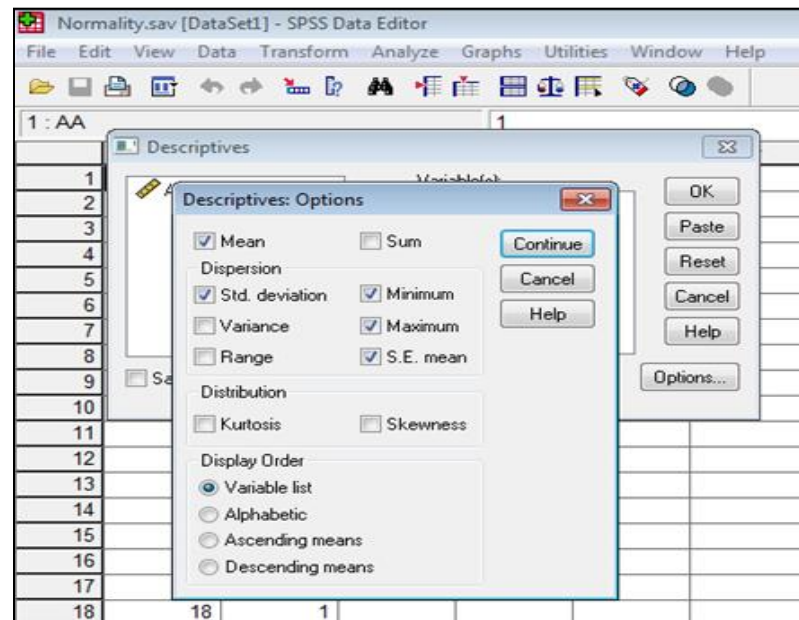 Normality.sav [DataSet1] - SPSS Data Editor
File Edit View Data Transform Analyze Graphs Utilities Window Help
1 : AA 1
Descriptives
OK
Paste
Reset
Cancel
Help
Options...
Descriptives: Options
Mean Sum Continue
Dispersion Cancel
Std. deviation Minimum Help
Variance Maximum
Range S.E. mean
Distribution
Kurtosis Skewness
Display Order
Variable list
Alphabetic
Ascending means
Descending means
1
2
3
4
5
6
7
8
9
10
11
12
13
14
15
16
17
18 18 1